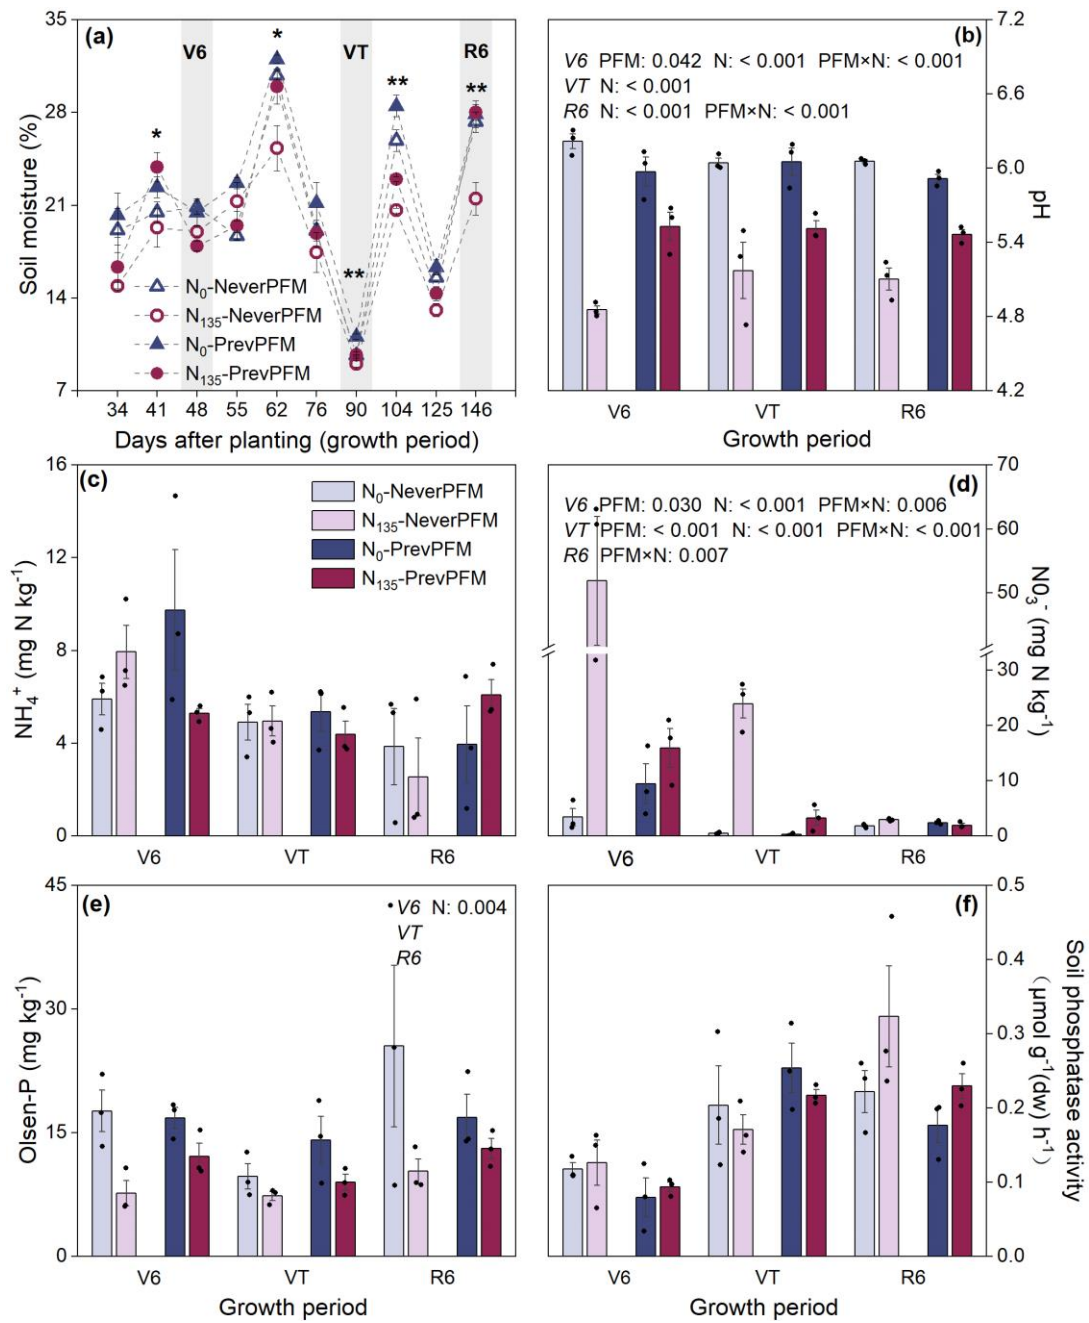 (a)
V6
VT
R6
*
*
**
**
**
Soil moisture (%)
35
28
21
14
7
N₀-NeverPFM
N₁₃₅-NeverPFM
N₀-PrevPFM
N₁₃₅-PrevPFM
34 41 48 55 62 76 90 104 125 146
Days after planting (growth period)
(b)
V6 PFM: 0.042 N: < 0.001 PFM×N: < 0.001
VT N: < 0.001
R6 N: < 0.001 PFM×N: < 0.001
7.2
6.6
6.0
5.4
4.8
4.2
pH
V6 VT R6
Growth period
(c)
NH₄⁺ (mg N kg⁻¹)
16
12
8
4
0
N₀-NeverPFM
N₁₃₅-NeverPFM
N₀-PrevPFM
N₁₃₅-PrevPFM
V6 VT R6
(d)
V6 PFM: 0.030 N: < 0.001 PFM×N: 0.006
VT PFM: < 0.001 N: < 0.001 PFM×N: < 0.001
R6 PFM×N: 0.007
70
60
50
30
20
10
0
N0₃⁻ (mg N kg⁻¹)
V6 VT R6
(e)
V6 N: 0.004
VT
R6
Olsen-P (mg kg⁻¹)
45
30
15
0
V6 VT R6
Growth period
(f)
0.5
0.4
0.3
0.2
0.1
0.0
Soil phosphatase activity
(μmol g⁻¹(dw) h⁻¹)
V6 VT R6
Growth period